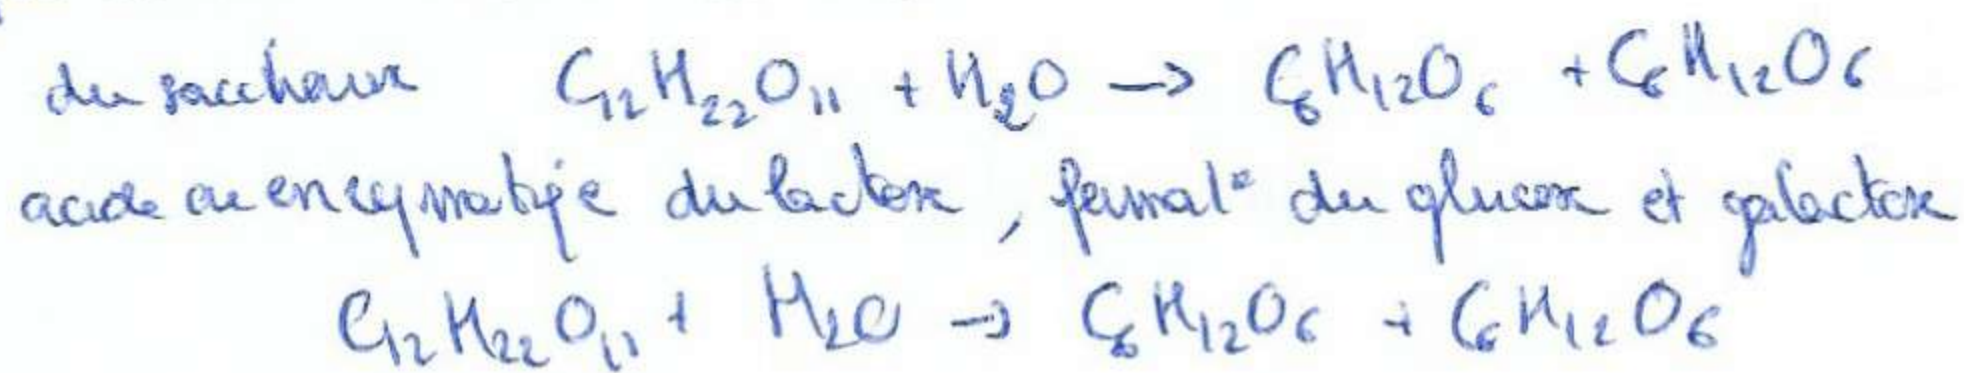 du saccharose C₁₂H₂₂O₁₁ + H₂O → C₆H₁₂O₆ + C₆H₁₂O₆
acide ou enzymatique du lactose, format° du glucose et galactose
C₁₂H₂₂O₁₁ + H₂O → C₆H₁₂O₆ + C₆H₁₂O₆